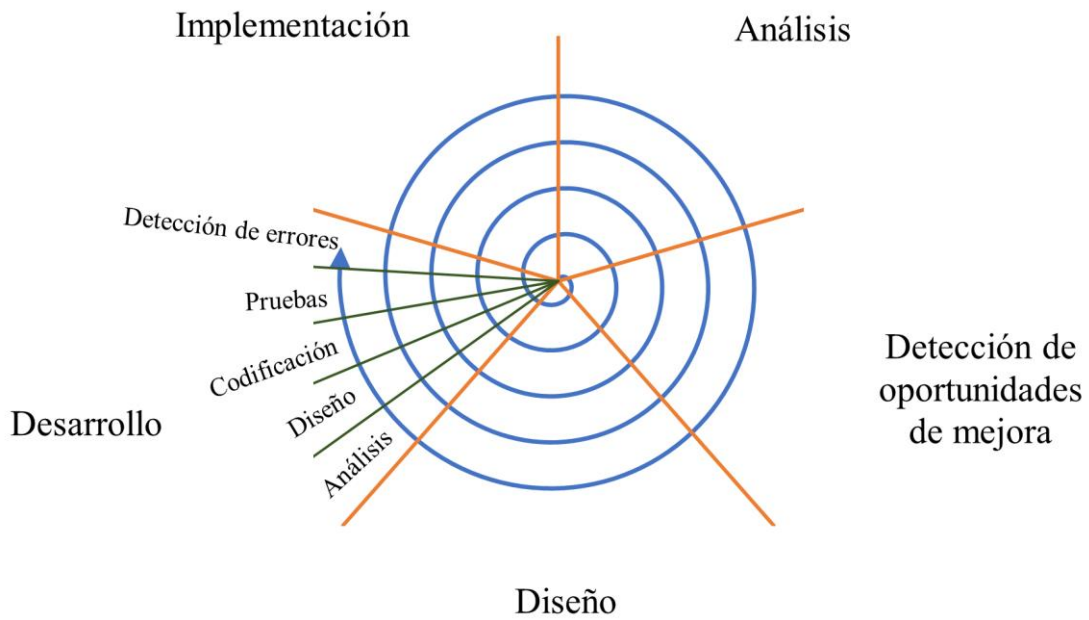 Implementación
Análisis
Detección de errores
Pruebas
Codificación
Diseño
Análisis
Desarrollo
Detección de
oportunidades
de mejora
Diseño